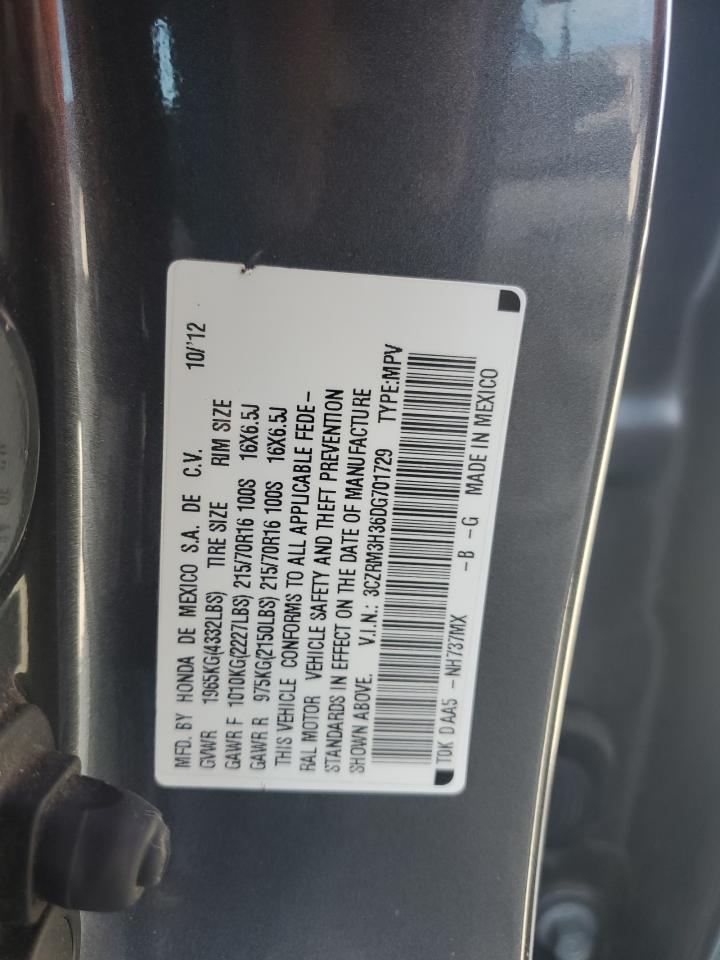 MFD. BY HONDA DE MEXICO S.A. DE C.V. 10/'12
GVWR 1965KG(4332LBS) TIRE SIZE RIM SIZE
GAWR F 1010KG(2227LBS) 215/70R16 100S 16X6.5J
GAWR R 975KG(2150LBS) 215/70R16 100S 16X6.5J
THIS VEHICLE CONFORMS TO ALL APPLICABLE FEDE-
RAL MOTOR VEHICLE SAFETY AND THEFT PREVENTION
STANDARDS IN EFFECT ON THE DATE OF MANUFACTURE
SHOWN ABOVE. V.I.N.: 3CZRM3H36DG701729 TYPE:MPV
T0K D AA5 -NH737MX -B -G MADE IN MEXICO